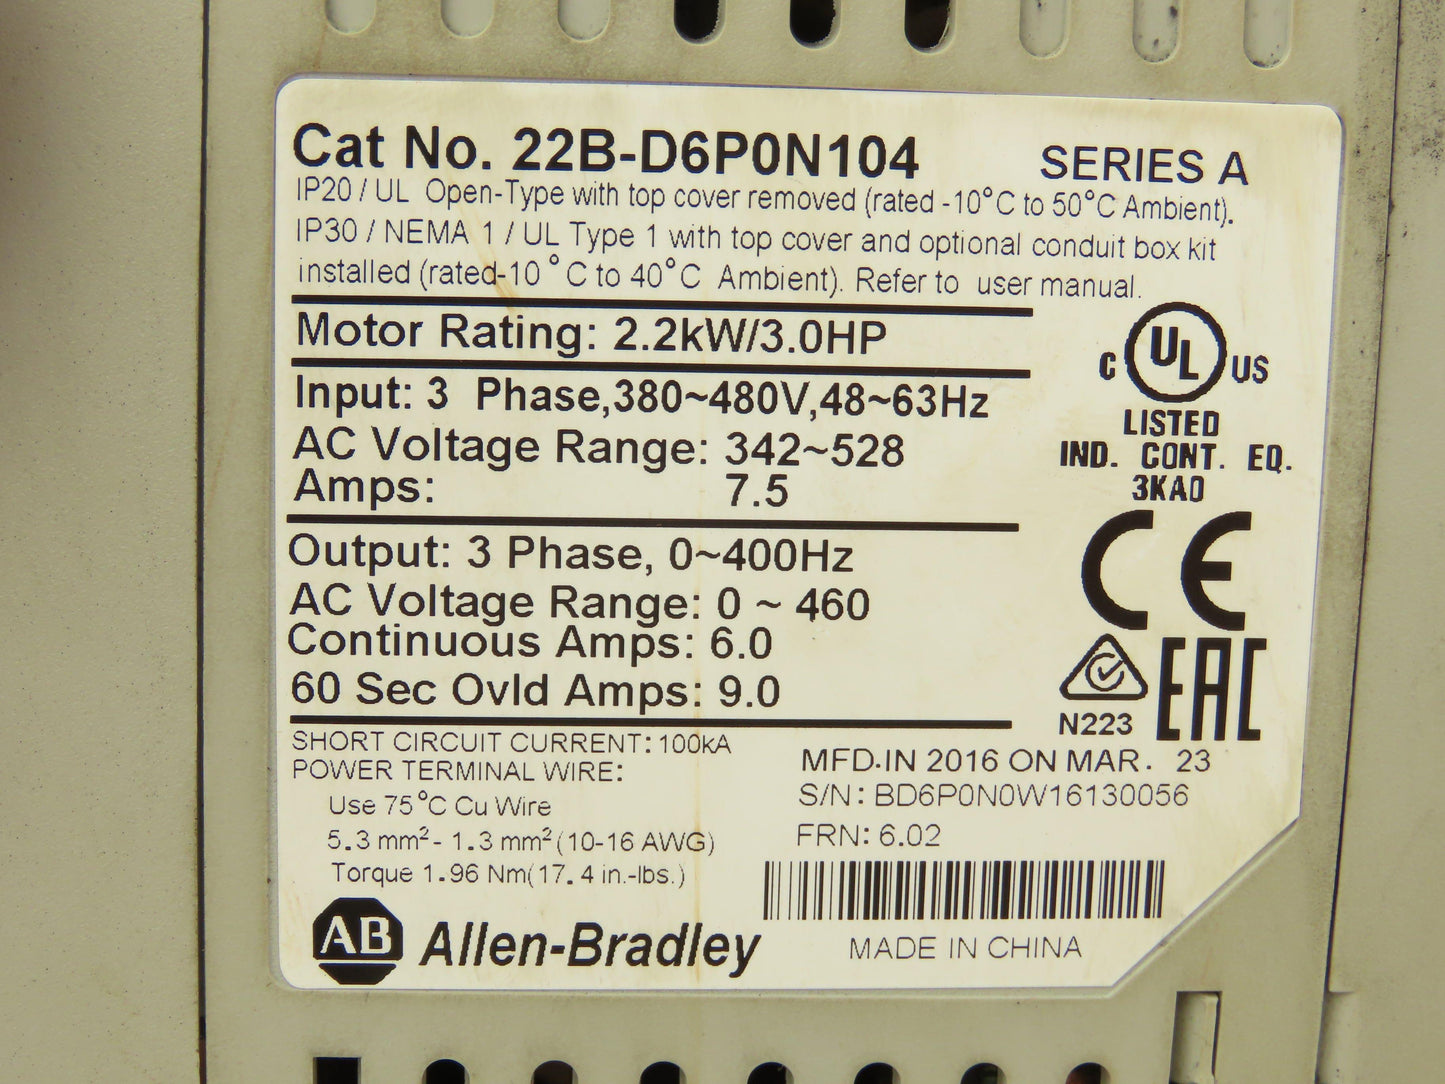 Cat No. 22B-D6P0N104 SERIES A
IP20 / UL Open-Type with top cover removed (rated -10°C to 50°C Ambient).
IP30 / NEMA 1 / UL Type 1 with top cover and optional conduit box kit
installed (rated-10 °C to 40°C Ambient). Refer to user manual.
Motor Rating: 2.2kW/3.0HP
Input: 3 Phase,380~480V,48~63Hz
AC Voltage Range: 342~528
Amps: 7.5
C UL US
LISTED
IND. CONT. EQ.
3KA0
CE
Output: 3 Phase, 0~400Hz
AC Voltage Range: 0 ~ 460
Continuous Amps: 6.0
60 Sec Ovld Amps: 9.0
N223
EAC
SHORT CIRCUIT CURRENT: 100kA
POWER TERMINAL WIRE:
Use 75°C Cu Wire
5.3 mm² - 1.3 mm² (10-16 AWG)
Torque 1.96 Nm(17.4 in.-lbs.)
MFD.IN 2016 ON MAR. 23
S/N: BD6P0N0W16130056
FRN: 6.02
AB Allen-Bradley
MADE IN CHINA